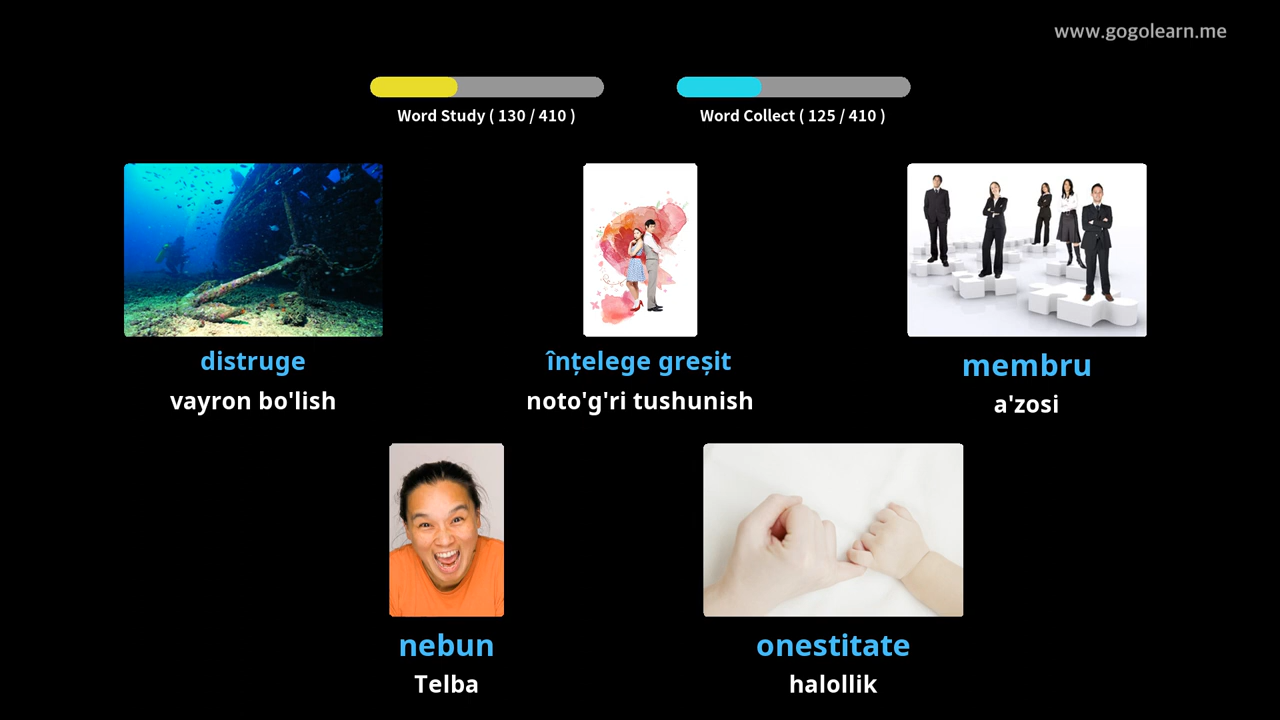 www.gogolearn.me
Word Study ( 130 / 410 )
Word Collect ( 125 / 410 )
distruge
vayron bo'lish
înțelege greșit
noto'g'ri tushunish
membru
a'zosi
nebun
Telba
onestitate
halollik